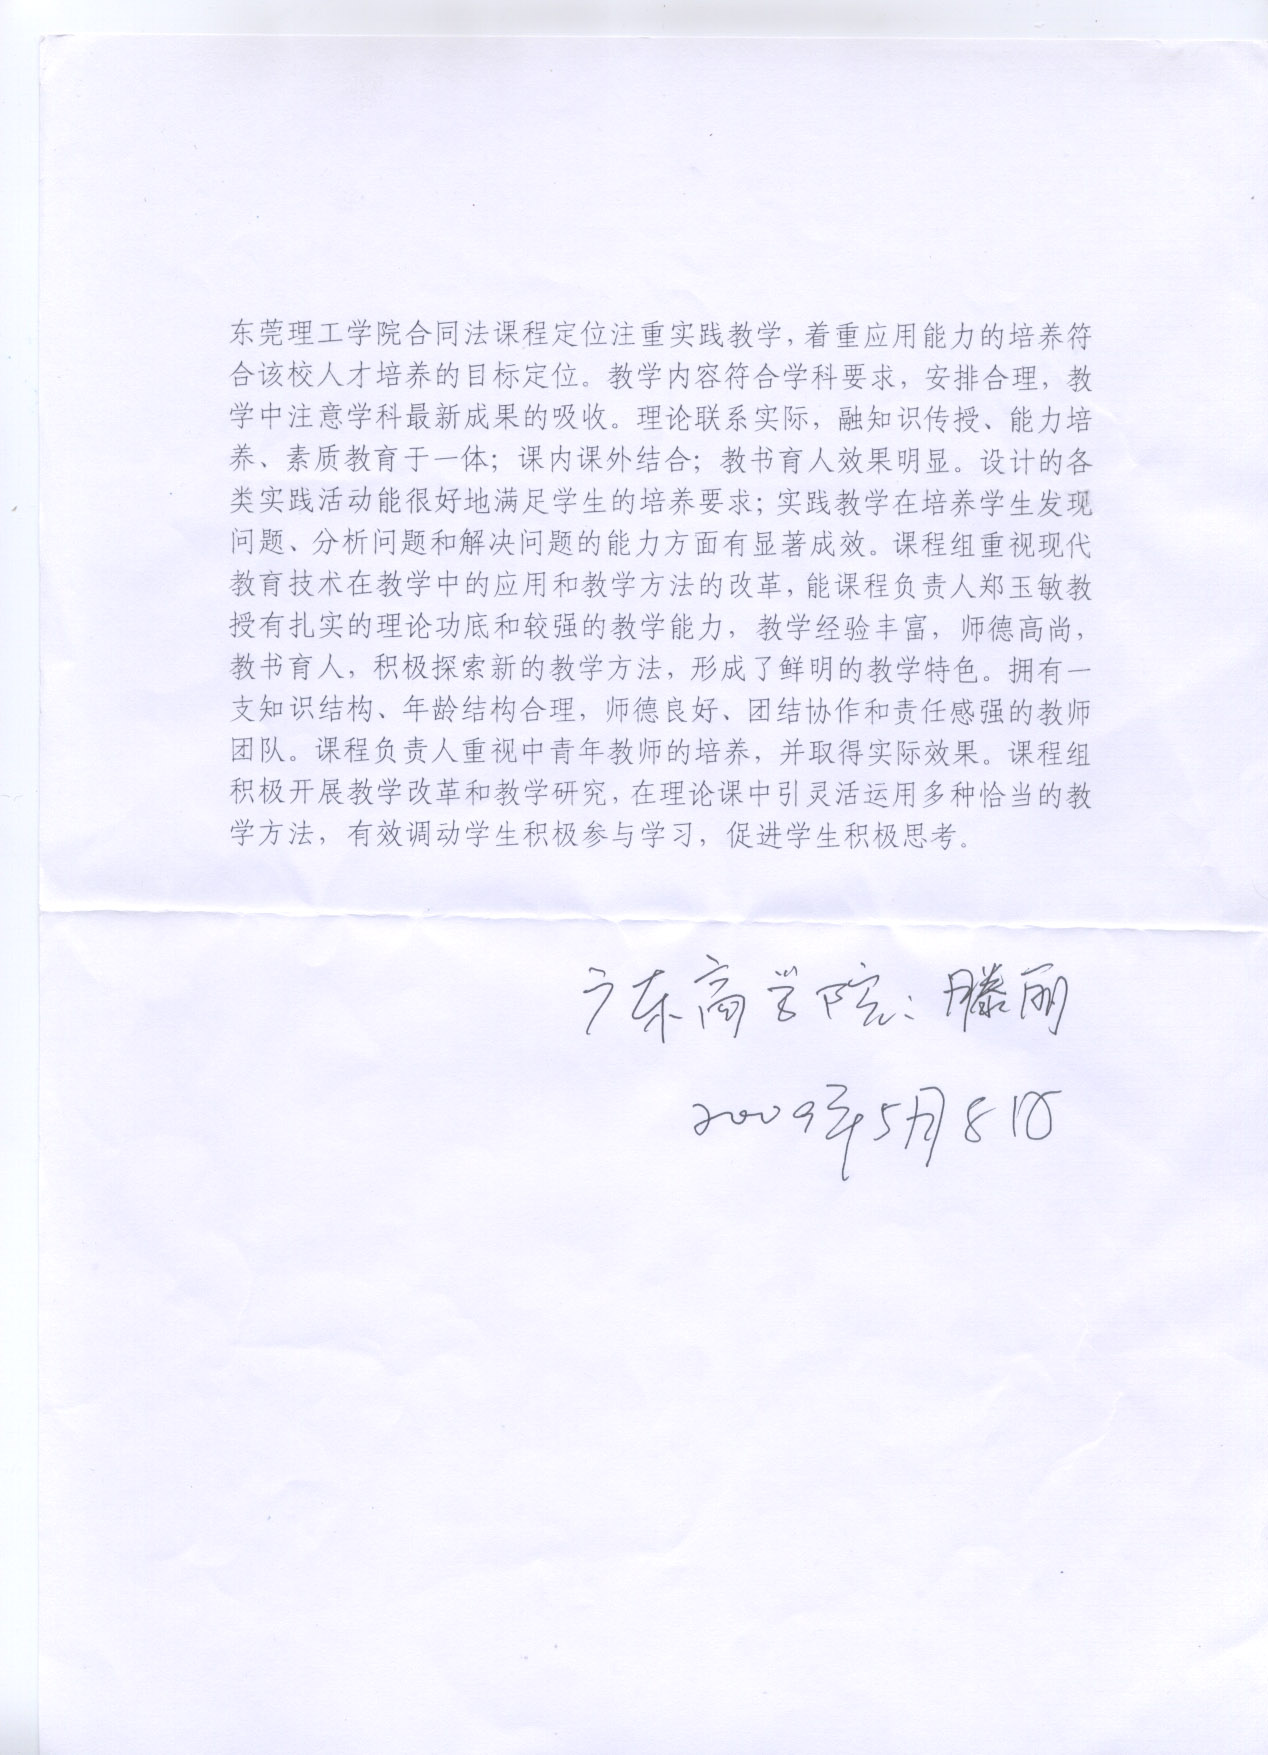 东莞理工学院合同法课程定位注重实践教学，着重应用能力的培养符
合该校人才培养的目标定位。教学内容符合学科要求，安排合理，教
学中注意学科最新成果的吸收。理论联系实际，融知识传授、能力培
养、素质教育于一体；课内课外结合；教书育人效果明显。设计的各
类实践活动能很好地满足学生的培养要求；实践教学在培养学生发现
问题、分析问题和解决问题的能力方面有显著成效。课程组重视现代
教育技术在教学中的应用和教学方法的改革，能课程负责人郑玉敏教
授有扎实的理论功底和较强的教学能力，教学经验丰富，师德高尚，
教书育人，积极探索新的教学方法，形成了鲜明的教学特色。拥有一
支知识结构、年龄结构合理，师德良好、团结协作和责任感强的教师
团队。课程负责人重视中青年教师的培养，并取得实际效果。课程组
积极开展教学改革和教学研究，在理论课中引灵活运用多种恰当的教
学方法，有效调动学生积极参与学习，促进学生积极思考。
广东商学院：滕丽
2009年5月8日